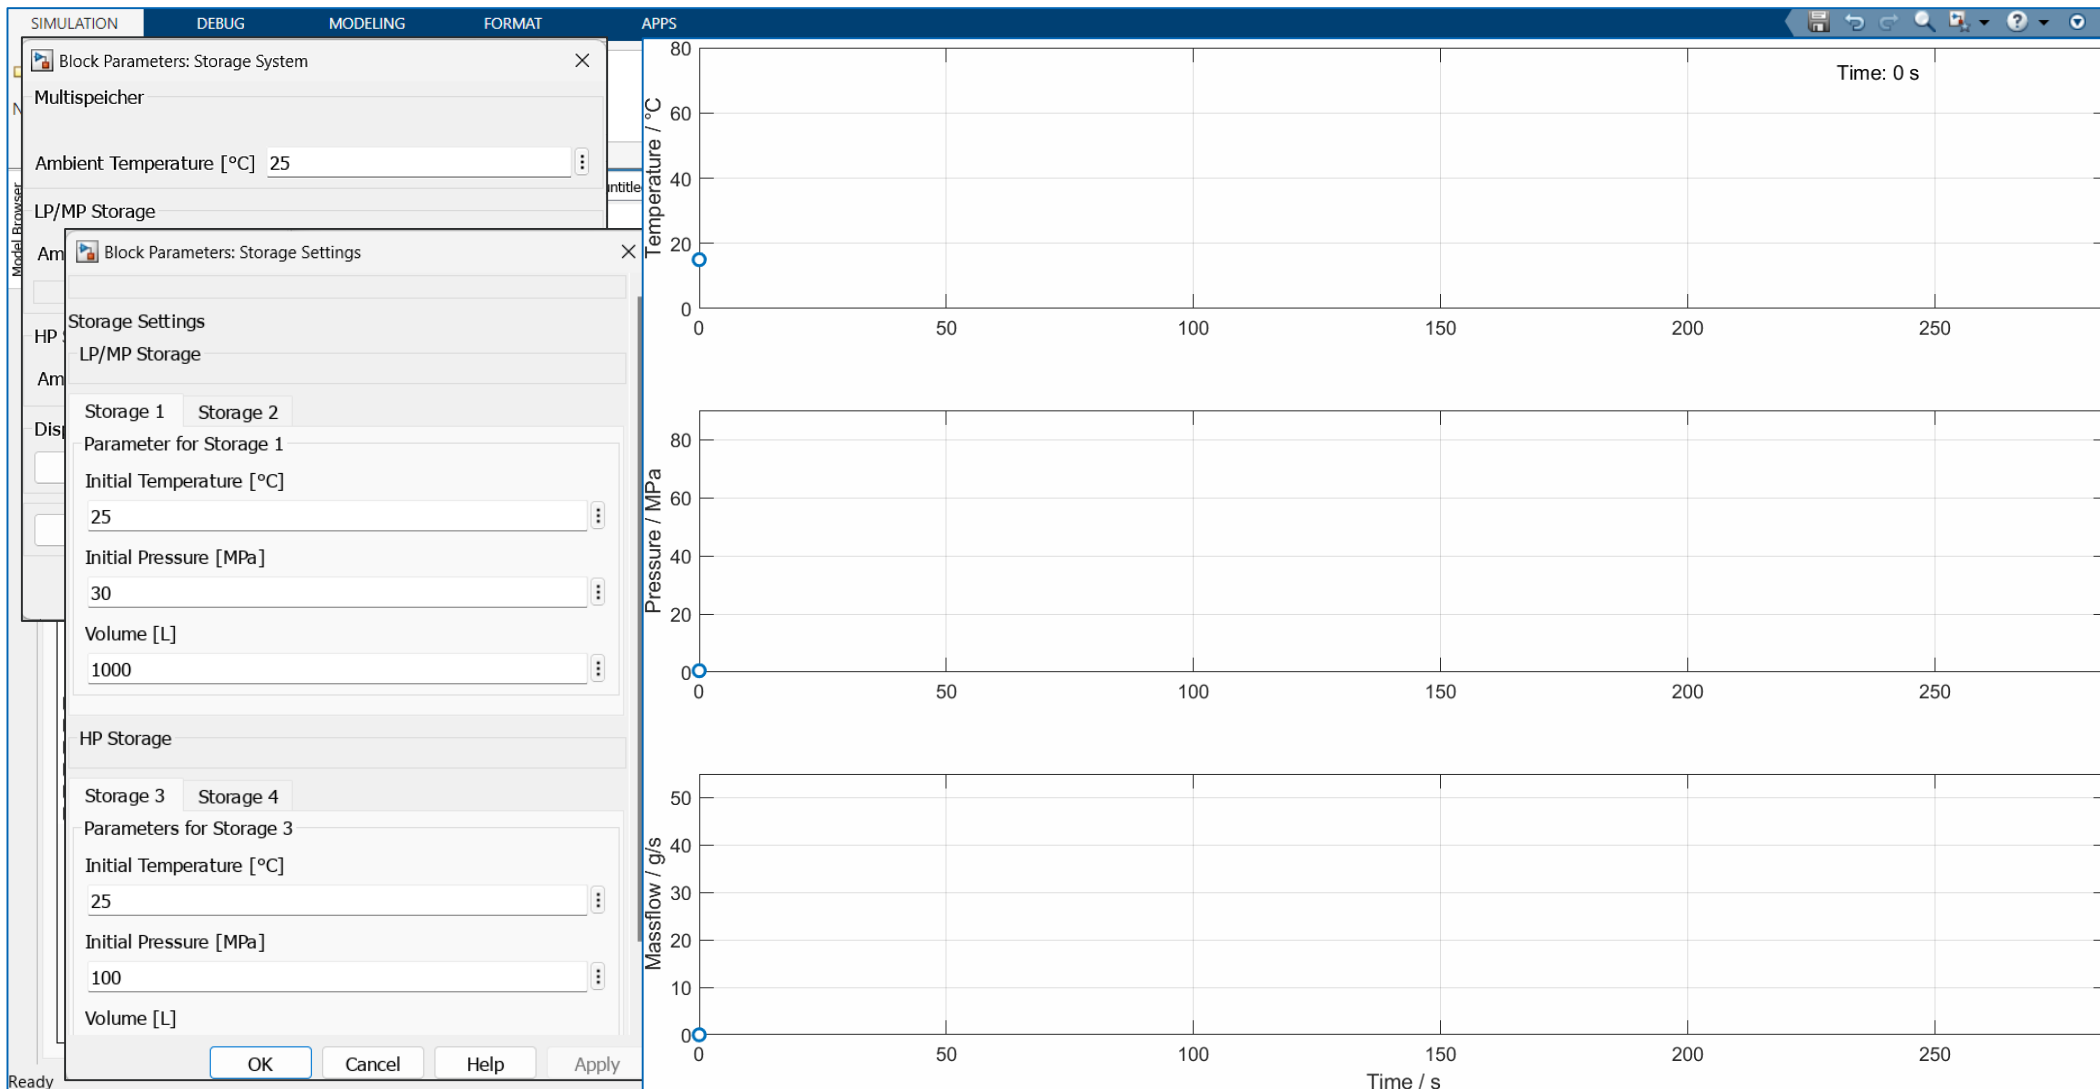 SIMULATION DEBUG MODELING FORMAT APPS
Block Parameters: Storage System
Multispeicher
Ambient Temperature [°C] 25
LP/MP Storage
Model Browser
Block Parameters: Storage Settings
Storage Settings
LP/MP Storage
Storage 1 Storage 2
Parameter for Storage 1
Initial Temperature [°C]
25
Initial Pressure [MPa]
30
Volume [L]
1000
HP Storage
Storage 3 Storage 4
Parameters for Storage 3
Initial Temperature [°C]
25
Initial Pressure [MPa]
100
Volume [L]
OK Cancel Help Apply
Ready
Time: 0 s
Temperature / °C
80
60
40
20
0
0 50 100 150 200 250
Pressure / MPa
80
60
40
20
0
0 50 100 150 200 250
Massflow / g/s
50
40
30
20
10
0
0 50 100 150 200 250
Time / s